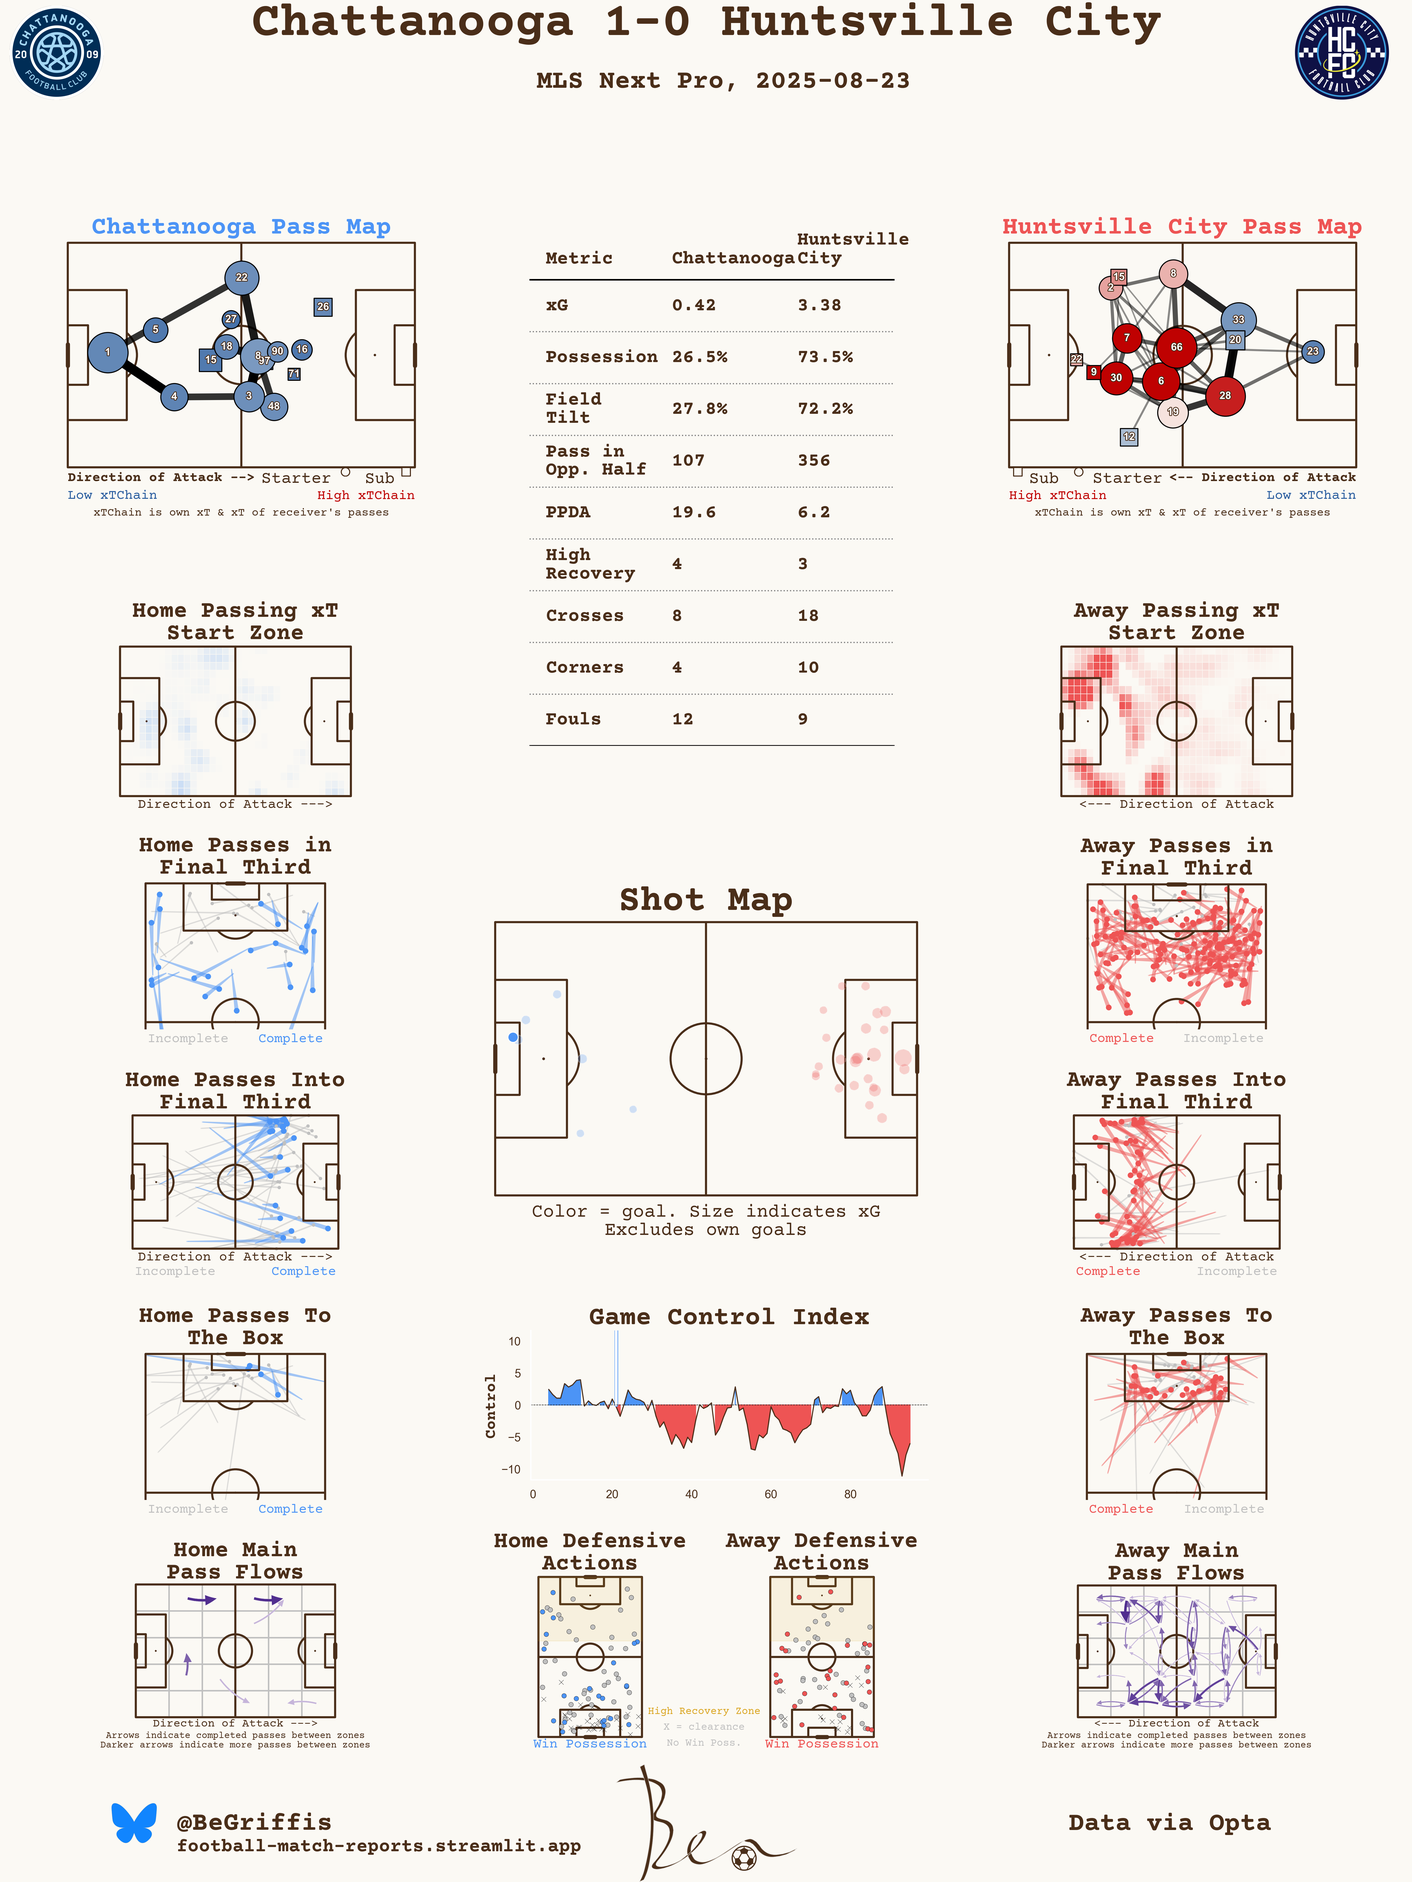 Chattanooga 1-0 Huntsville City
MLS Next Pro, 2025-08-23
CHATTANOOGA
20 09
FOOTBALL CLUB
HUNTSVILLE CITY
HC
FC
FOOTBALL CLUB
Chattanooga Pass Map
22
26
27
5
1
18
15
8
97
90
16
71
4
3
48
Direction of Attack --> Starter Sub
Low xTChain High xTChain
xTChain is own xT & xT of receiver's passes
Metric Chattanooga Huntsville City
xG 0.42 3.38
Possession 26.5% 73.5%
Field Tilt 27.8% 72.2%
Pass in Opp. Half 107 356
PPDA 19.6 6.2
High Recovery 4 3
Crosses 8 18
Corners 4 10
Fouls 12 9
Huntsville City Pass Map
15
2
8
33
7
66
20
23
22
9
30
6
28
19
12
Sub Starter <-- Direction of Attack
High xTChain Low xTChain
xTChain is own xT & xT of receiver's passes
Home Passing xT
Start Zone
Direction of Attack --->
Away Passing xT
Start Zone
<--- Direction of Attack
Home Passes in
Final Third
Incomplete Complete
Away Passes in
Final Third
Complete Incomplete
Shot Map
Color = goal. Size indicates xG
Excludes own goals
Home Passes Into
Final Third
Direction of Attack --->
Incomplete Complete
Away Passes Into
Final Third
<--- Direction of Attack
Complete Incomplete
Home Passes To
The Box
Incomplete Complete
Game Control Index
Control
10
5
0
−5
−10
0 20 40 60 80
Away Passes To
The Box
Complete Incomplete
Home Main
Pass Flows
Direction of Attack --->
Arrows indicate completed passes between zones
Darker arrows indicate more passes between zones
Home Defensive
Actions
Win Possession
High Recovery Zone
X = clearance
No Win Poss.
Away Defensive
Actions
Win Possession
Away Main
Pass Flows
<--- Direction of Attack
Arrows indicate completed passes between zones
Darker arrows indicate more passes between zones
@BeGriffis
football-match-reports.streamlit.app
Ben
Data via Opta